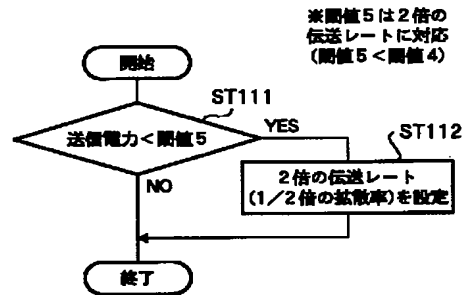 ※閾値5は2倍の
伝送レートに対応
(閾値5<閾値4)
開始
ST111
送信電力<閾値5
YES
ST112
2倍の伝送レート
(1/2倍の拡散率)を設定
NO
終了